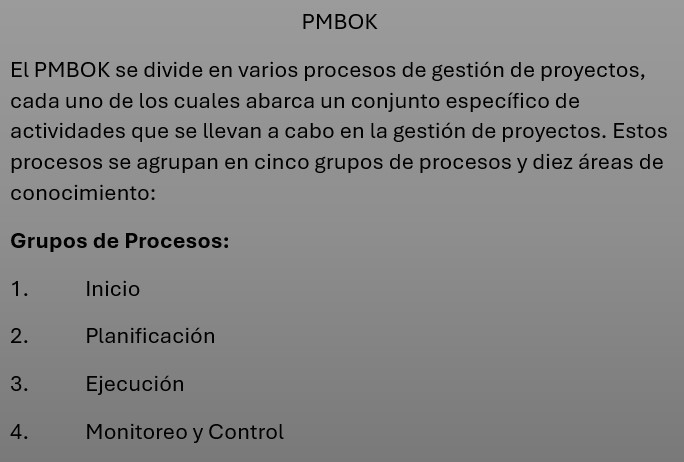 PMBOK
El PMBOK se divide en varios procesos de gestión de proyectos,
cada uno de los cuales abarca un conjunto específico de
actividades que se llevan a cabo en la gestión de proyectos. Estos
procesos se agrupan en cinco grupos de procesos y diez áreas de
conocimiento:
Grupos de Procesos:
1. Inicio
2. Planificación
3. Ejecución
4. Monitoreo y Control